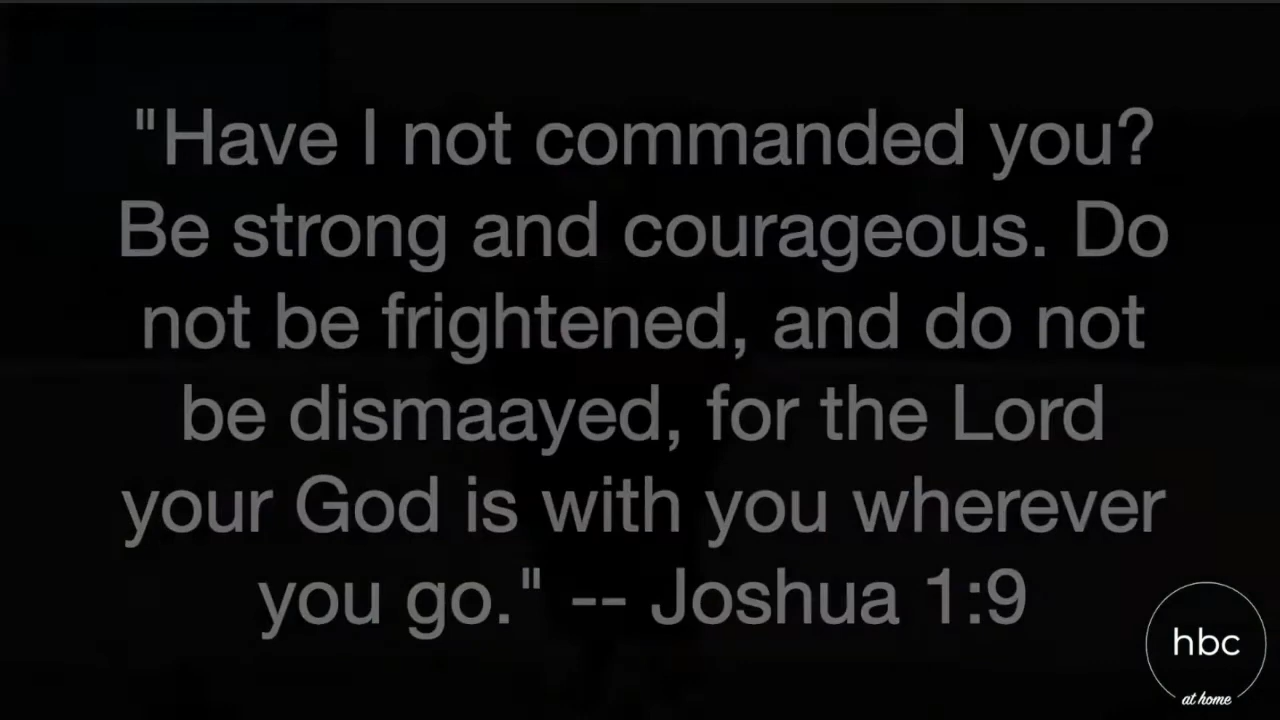 "Have I not commanded you?
Be strong and courageous. Do
not be frightened, and do not
be dismaayed, for the Lord
your God is with you wherever
you go." -- Joshua 1:9
hbc
at home